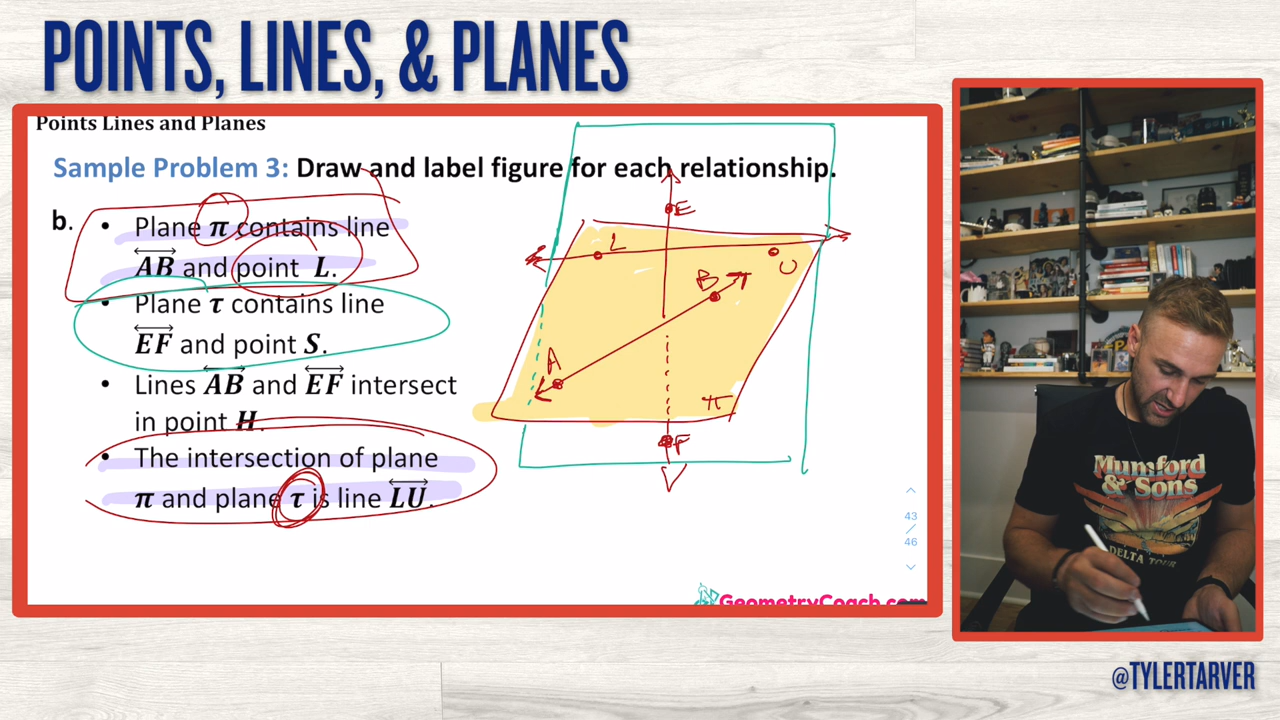 POINTS, LINES, & PLANES
Points Lines and Planes
Sample Problem 3: Draw and label figure for each relationship.
b. • Plane π contains line
AB and point L.
• Plane τ contains line
EF and point S.
• Lines AB and EF intersect
in point H.
• The intersection of plane
π and plane τ is line LU.
E
L
U
B
A
π
F
43
/
46
GeometryCoach.com
Mumford
& Sons
DELTA TOUR
@TYLERTARVER